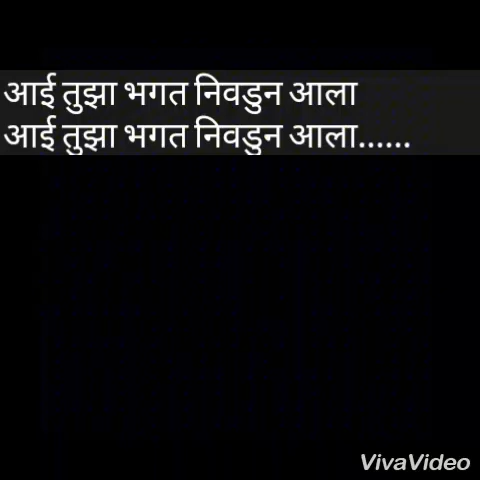 आई तुझा भगत निवडुन आला
आई तुझा भगत निवडुन आला......
VivaVideo